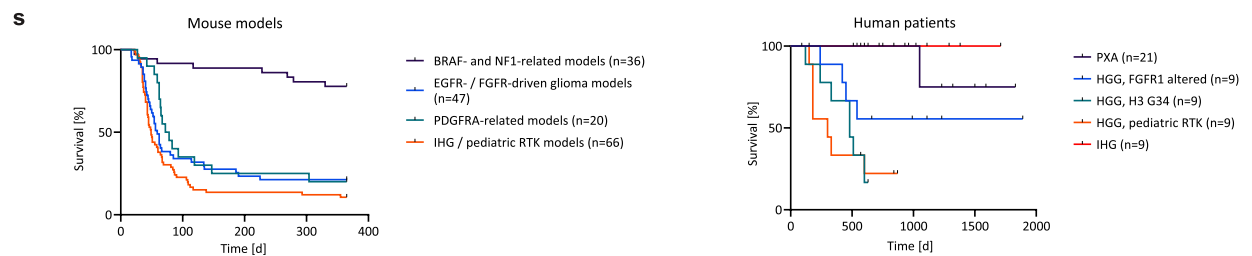 s
Mouse models
100
50
0
Survival [%]
0 100 200 300 400
Time [d]
BRAF- and NF1-related models (n=36)
EGFR- / FGFR-driven glioma models
(n=47)
PDGFRA-related models (n=20)
IHG / pediatric RTK models (n=66)
Human patients
100
50
0
Survival [%]
0 500 1000 1500 2000
Time [d]
PXA (n=21)
HGG, FGFR1 altered (n=9)
HGG, H3 G34 (n=9)
HGG, pediatric RTK (n=9)
IHG (n=9)